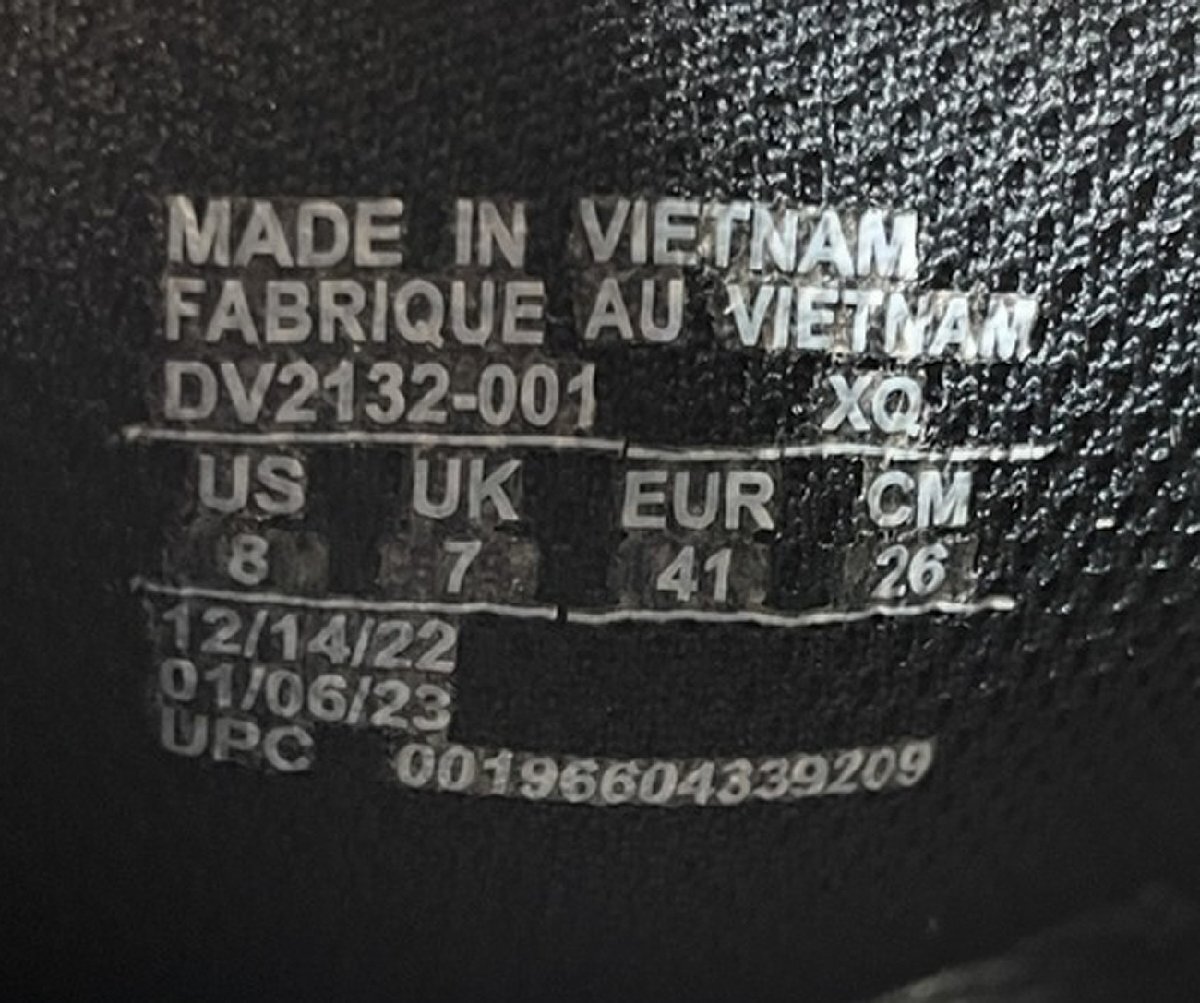 MADE IN VIETNAM
FABRIQUE AU VIETNAM
DV2132-001 XQ
US UK EUR CM
8 7 41 26
12/14/22
01/06/23
UPC 00196604339209